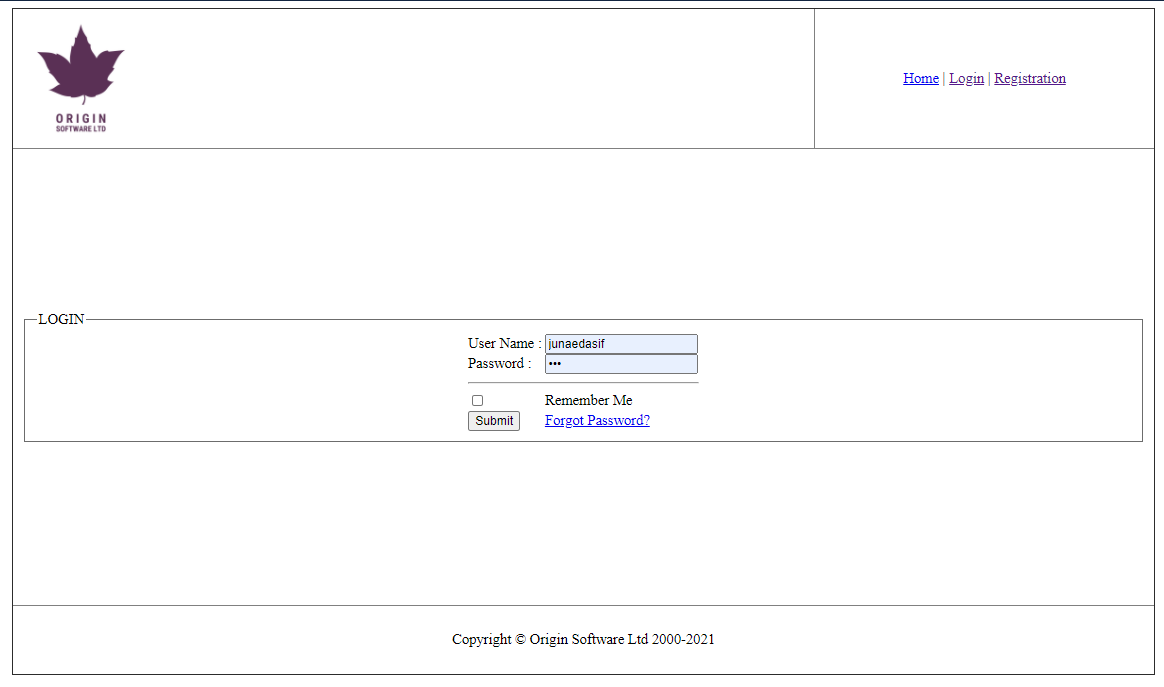 ORIGIN
SOFTWARE LTD
Home | Login | Registration
LOGIN
User Name : junaedasif
Password : •••
Remember Me
Submit Forgot Password?
Copyright © Origin Software Ltd 2000-2021